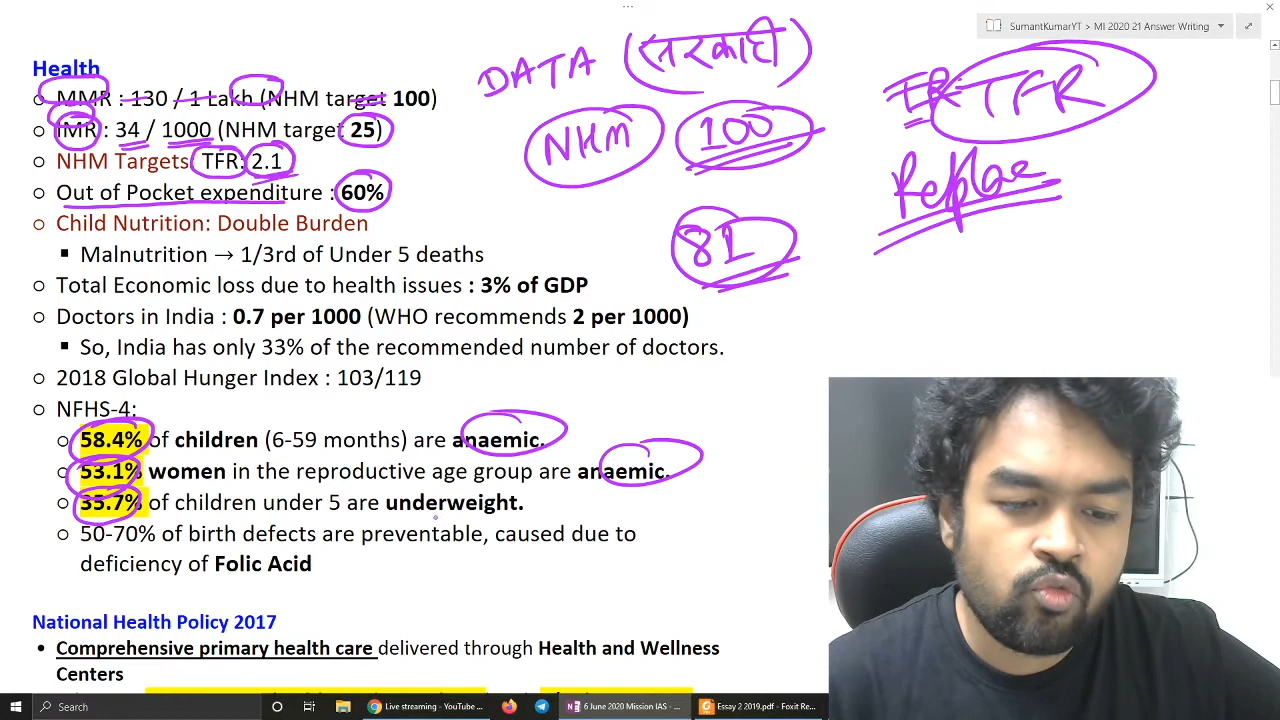 SumantKumarYT > MI 2020 21 Answer Writing
Health
DATA (सरकारी)
TFR
MMR : 130 / 1 Lakh (NHM target 100)
IMR : 34 / 1000 (NHM target 25)
NHM 100
NHM Targets: TFR: 2.1
Replace
Out of Pocket expenditure : 60%
Child Nutrition: Double Burden
81
Malnutrition → 1/3rd of Under 5 deaths
Total Economic loss due to health issues : 3% of GDP
Doctors in India : 0.7 per 1000 (WHO recommends 2 per 1000)
So, India has only 33% of the recommended number of doctors.
2018 Global Hunger Index : 103/119
NFHS-4:
58.4% of children (6-59 months) are anaemic.
53.1% women in the reproductive age group are anaemic.
35.7% of children under 5 are underweight.
50-70% of birth defects are preventable, caused due to
deficiency of Folic Acid
National Health Policy 2017
Comprehensive primary health care delivered through Health and Wellness
Centers
Search
Live streaming - YouTube ...
6 June 2020 Mission IAS - ...
Essay 2 2019.pdf - Foxit Re...